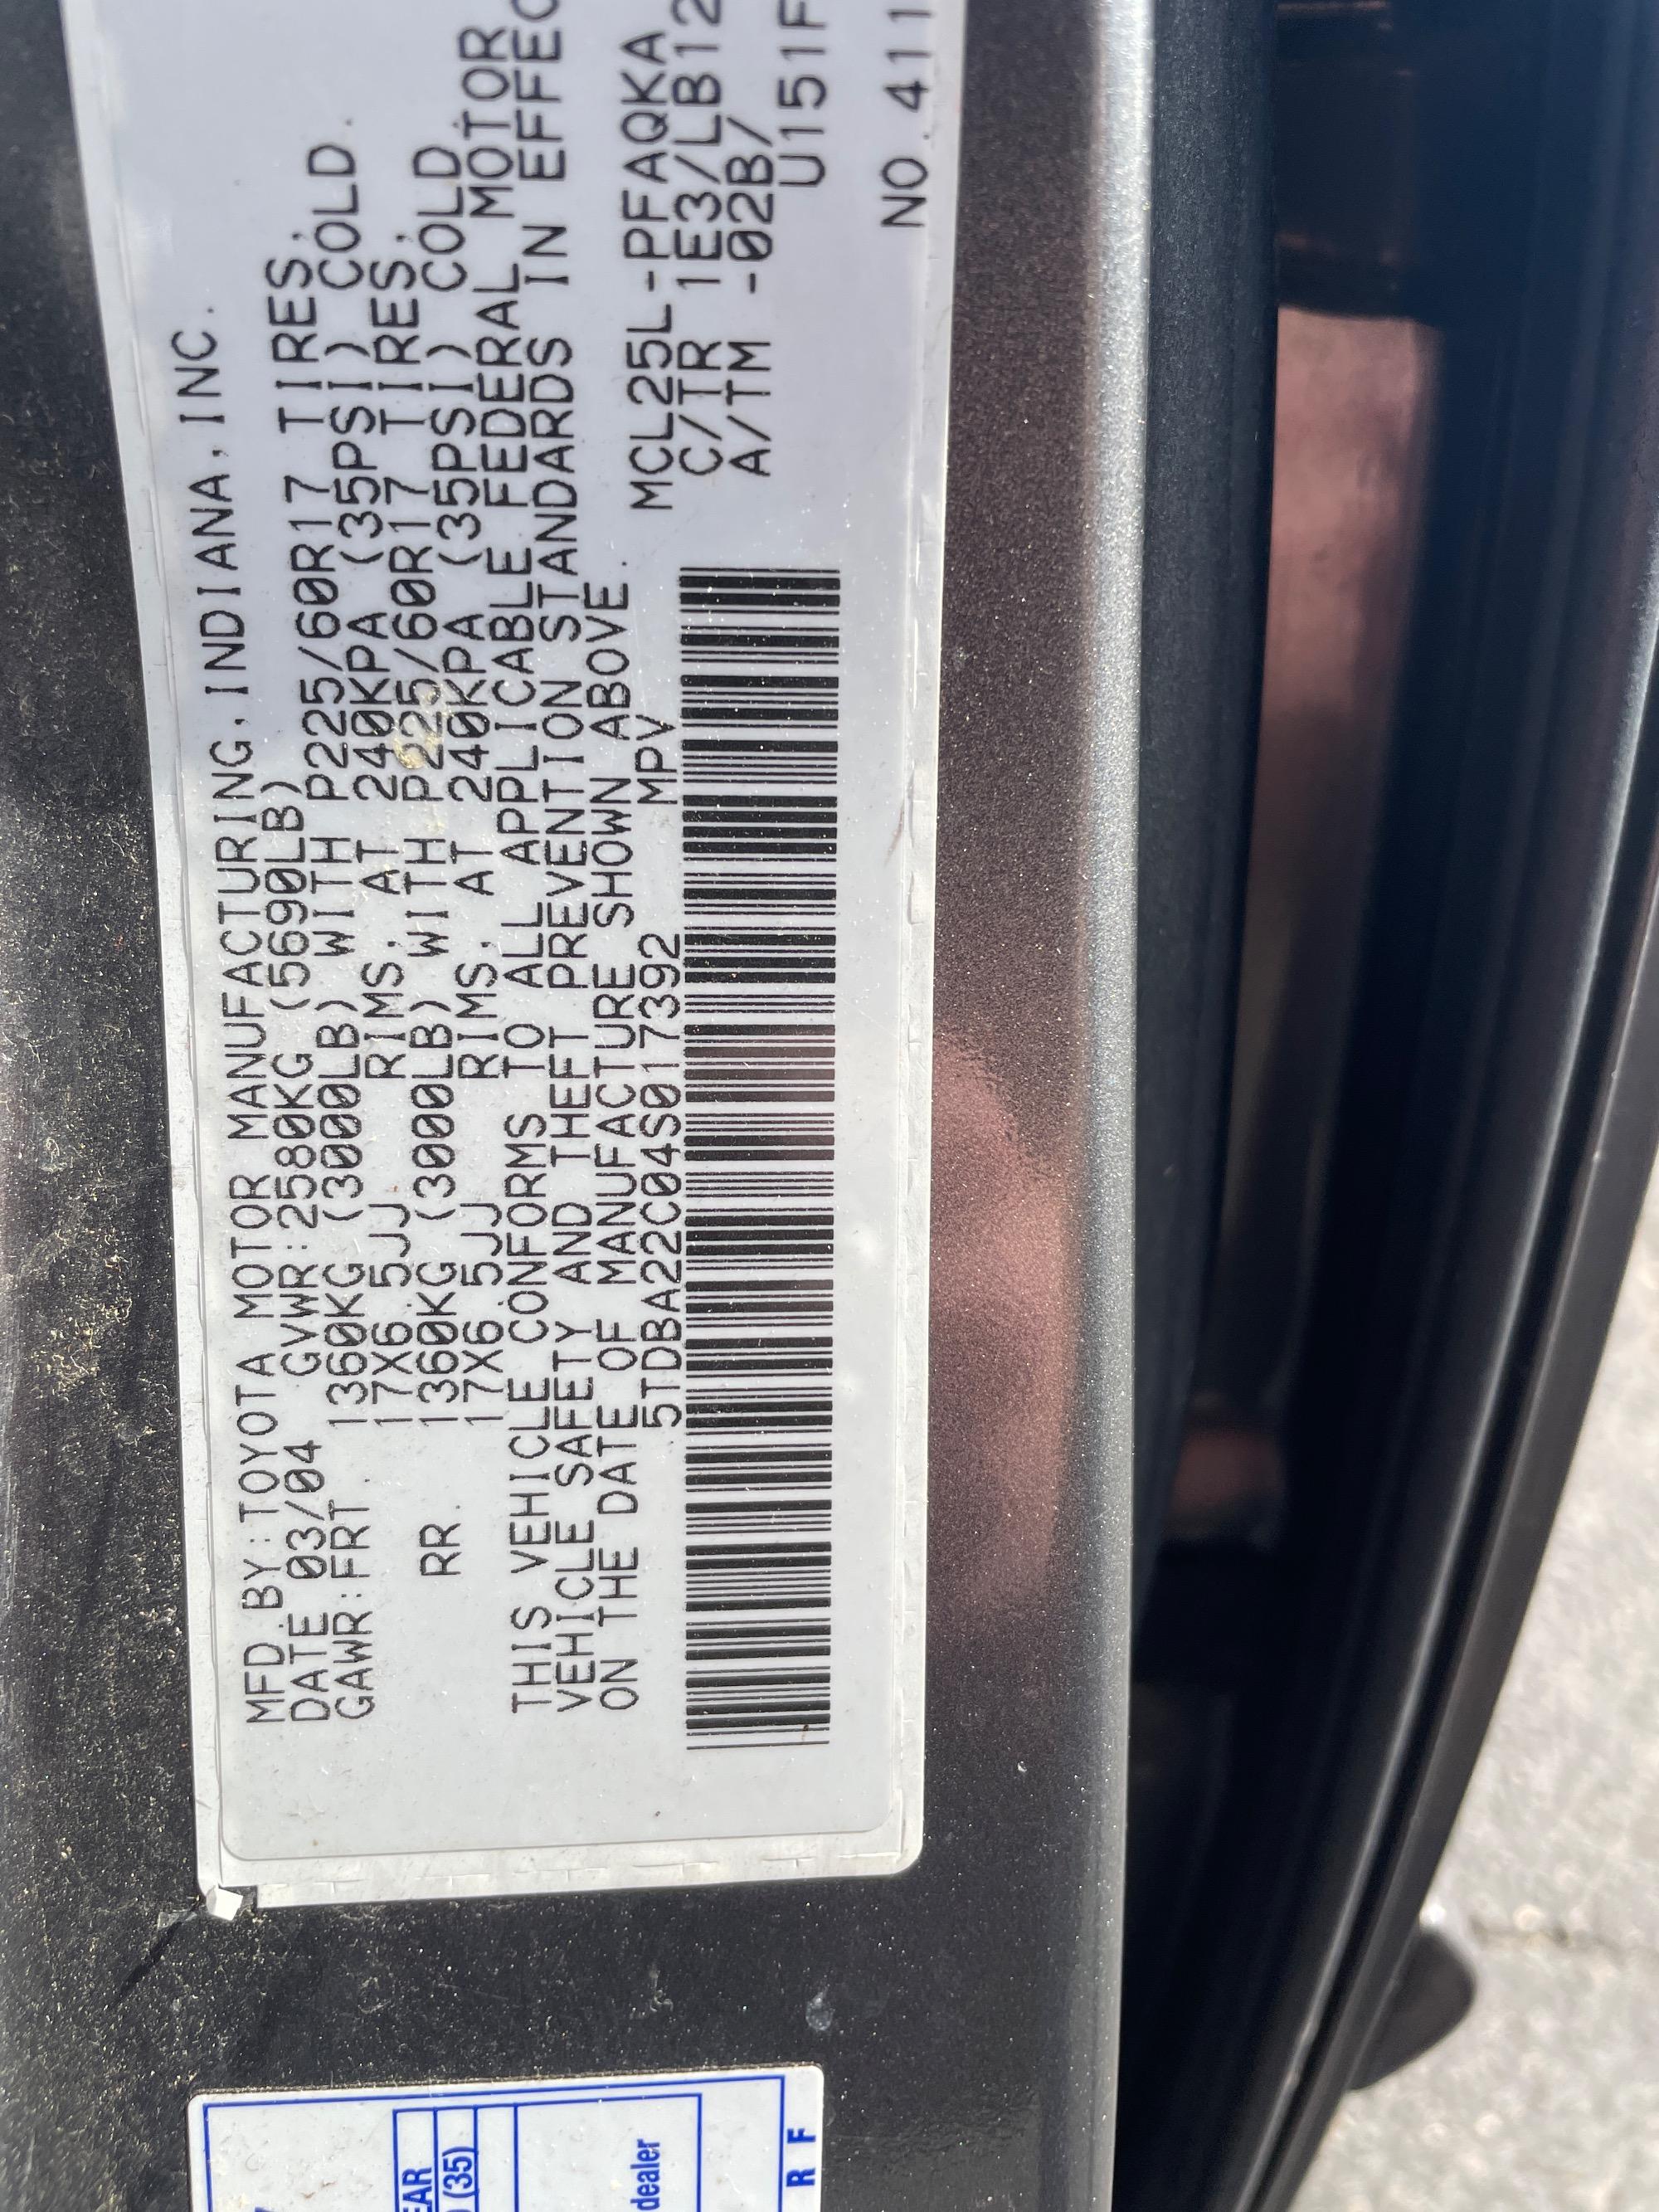 MFD.BY:TOYOTA MOTOR MANUFACTURING,INDIANA,INC.
DATE 03/04 GVWR:2580KG (5690LB)
GAWR:FRT. 1360KG (3000LB) WITH P225/60R17 TIRES,
17X6.5JJ RIMS, AT 240KPA (35PSI) COLD.
RR. 1360KG (3000LB) WITH P225/60R17 TIRES,
17X6.5JJ RIMS, AT 240KPA (35PSI) COLD
THIS VEHICLE CONFORMS TO ALL APPLICABLE FEDERAL MOTOR
VEHICLE SAFETY AND THEFT PREVENTION STANDARDS IN EFFEC
ON THE DATE OF MANUFACTURE SHOWN ABOVE.
5TDBA22C04S017392 MPV
MCL25L-PFAQKA
C/TR 1E3/LB12
A/TM -02B/
U151F
NO.411
EAR
(35)
dealer
R F